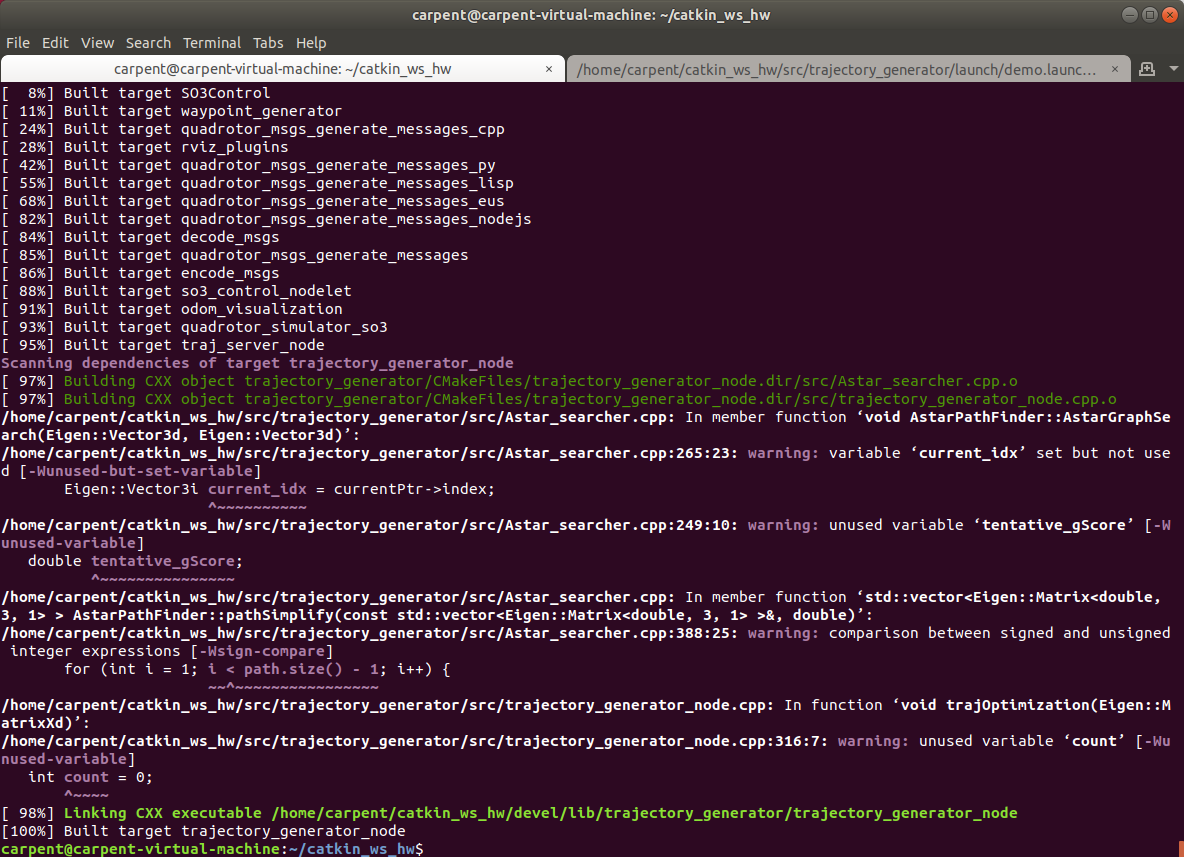 carpent@carpent-virtual-machine: ~/catkin_ws_hw
File Edit View Search Terminal Tabs Help
carpent@carpent-virtual-machine: ~/catkin_ws_hw × /home/carpent/catkin_ws_hw/src/trajectory_generator/launch/demo.launc... ×
[  8%] Built target SO3Control
[ 11%] Built target waypoint_generator
[ 24%] Built target quadrotor_msgs_generate_messages_cpp
[ 28%] Built target rviz_plugins
[ 42%] Built target quadrotor_msgs_generate_messages_py
[ 55%] Built target quadrotor_msgs_generate_messages_lisp
[ 68%] Built target quadrotor_msgs_generate_messages_eus
[ 82%] Built target quadrotor_msgs_generate_messages_nodejs
[ 84%] Built target decode_msgs
[ 85%] Built target quadrotor_msgs_generate_messages
[ 86%] Built target encode_msgs
[ 88%] Built target so3_control_nodelet
[ 91%] Built target odom_visualization
[ 93%] Built target quadrotor_simulator_so3
[ 95%] Built target traj_server_node
Scanning dependencies of target trajectory_generator_node
[ 97%] Building CXX object trajectory_generator/CMakeFiles/trajectory_generator_node.dir/src/Astar_searcher.cpp.o
[ 97%] Building CXX object trajectory_generator/CMakeFiles/trajectory_generator_node.dir/src/trajectory_generator_node.cpp.o
/home/carpent/catkin_ws_hw/src/trajectory_generator/src/Astar_searcher.cpp: In member function ‘void AstarPathFinder::AstarGraphSe
arch(Eigen::Vector3d, Eigen::Vector3d)’:
/home/carpent/catkin_ws_hw/src/trajectory_generator/src/Astar_searcher.cpp:265:23: warning: variable ‘current_idx’ set but not use
d [-Wunused-but-set-variable]
       Eigen::Vector3i current_idx = currentPtr->index;
                       ^~~~~~~~~~~
/home/carpent/catkin_ws_hw/src/trajectory_generator/src/Astar_searcher.cpp:249:10: warning: unused variable ‘tentative_gScore’ [-W
unused-variable]
   double tentative_gScore;
          ^~~~~~~~~~~~~~~~
/home/carpent/catkin_ws_hw/src/trajectory_generator/src/Astar_searcher.cpp: In member function ‘std::vector<Eigen::Matrix<double, 
3, 1> > AstarPathFinder::pathSimplify(const std::vector<Eigen::Matrix<double, 3, 1> >&, double)’:
/home/carpent/catkin_ws_hw/src/trajectory_generator/src/Astar_searcher.cpp:388:25: warning: comparison between signed and unsigned
 integer expressions [-Wsign-compare]
       for (int i = 1; i < path.size() - 1; i++) {
                       ~~^~~~~~~~~~~~~~~~~
/home/carpent/catkin_ws_hw/src/trajectory_generator/src/trajectory_generator_node.cpp: In function ‘void trajOptimization(Eigen::M
atrixXd)’:
/home/carpent/catkin_ws_hw/src/trajectory_generator/src/trajectory_generator_node.cpp:316:7: warning: unused variable ‘count’ [-Wu
nused-variable]
   int count = 0;
       ^~~~~
[ 98%] Linking CXX executable /home/carpent/catkin_ws_hw/devel/lib/trajectory_generator/trajectory_generator_node
[100%] Built target trajectory_generator_node
carpent@carpent-virtual-machine:~/catkin_ws_hw$